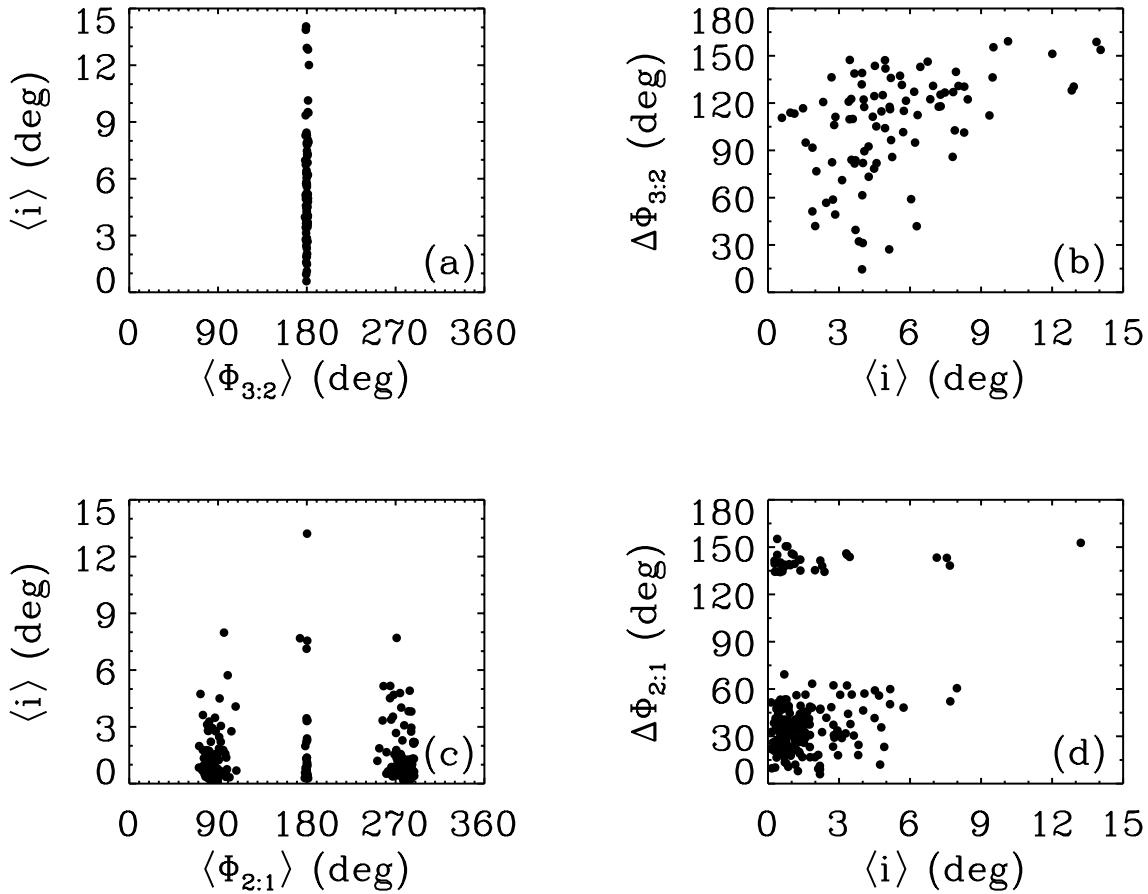 15
12
9
6
3
0
⟨i⟩ (deg)
(a)
0 90 180 270 360
⟨Φ3:2⟩ (deg)
180
150
120
90
60
30
0
ΔΦ3:2 (deg)
(b)
0 3 6 9 12 15
⟨i⟩ (deg)
15
12
9
6
3
0
⟨i⟩ (deg)
(c)
0 90 180 270 360
⟨Φ2:1⟩ (deg)
180
150
120
90
60
30
0
ΔΦ2:1 (deg)
(d)
0 3 6 9 12 15
⟨i⟩ (deg)